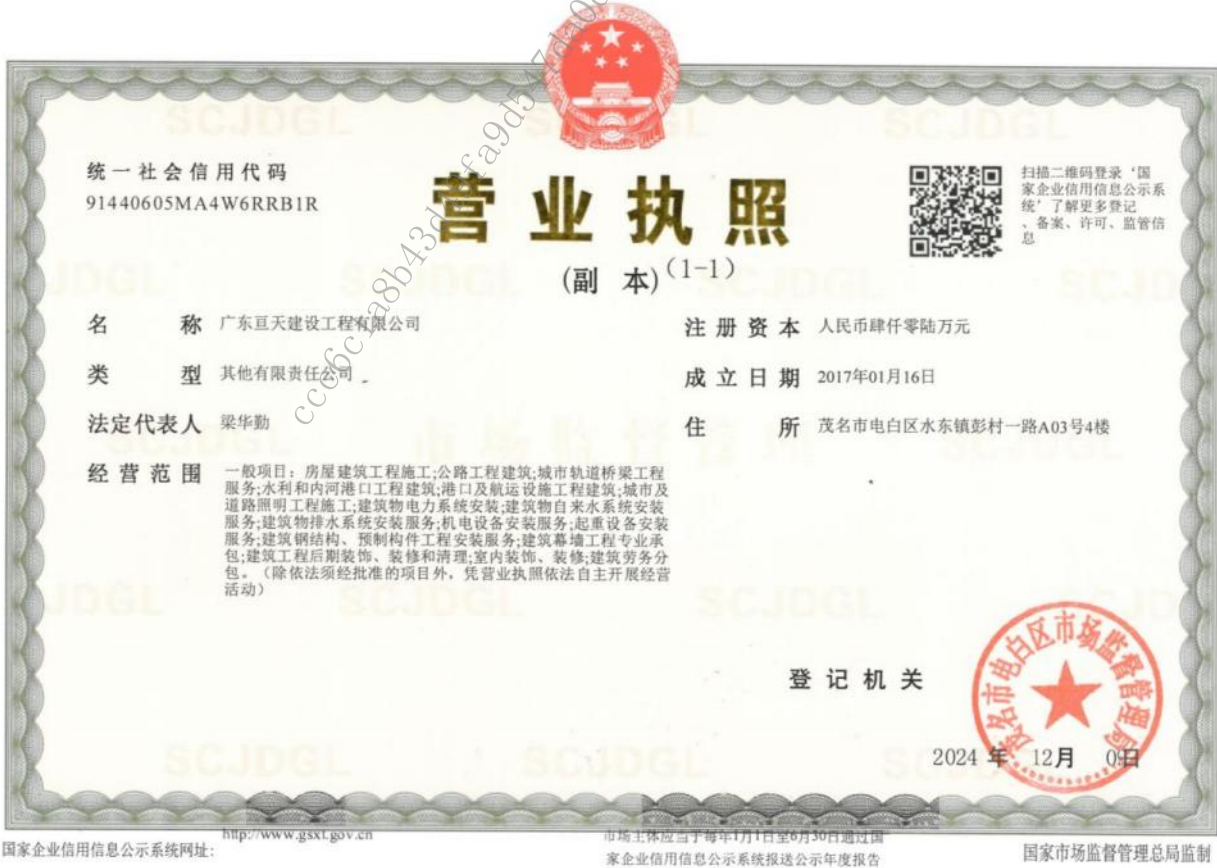 统一社会信用代码
91440605MA4W6RRB1R
营业执照
(副 本)(1-1)
扫描二维码登录‘国
家企业信用信息公示系
统’了解更多登记
、备案、许可、监管信
息
名 称 广东亘天建设工程有限公司
类 型 其他有限责任公司
法定代表人 梁华勤
经营范围 一般项目：房屋建筑工程施工;公路工程建筑;城市轨道桥梁工程
服务;水利和内河港口工程建筑;港口及航运设施工程建筑;城市及
道路照明工程施工;建筑物电力系统安装;建筑物自来水系统安装
服务;建筑物排水系统安装服务;机电设备安装服务;起重设备安装
服务;建筑钢结构、预制构件工程安装服务;建筑幕墙工程专业承
包;建筑工程后期装饰、装修和清理;室内装饰、装修;建筑劳务分
包。（除依法须经批准的项目外，凭营业执照依法自主开展经营
活动）
注册资本 人民币肆仟零陆万元
成立日期 2017年01月16日
住 所 茂名市电白区水东镇彭村一路A03号4楼
登记机关
茂名市电白区市场监督管理局
2024 年 12月 日
国家企业信用信息公示系统网址：
http://www.gsxt.gov.cn
市场主体应当于每年1月1日至6月30日通过国
家企业信用信息公示系统报送公示年度报告
国家市场监督管理总局监制
SCJDGL
市场监督管理